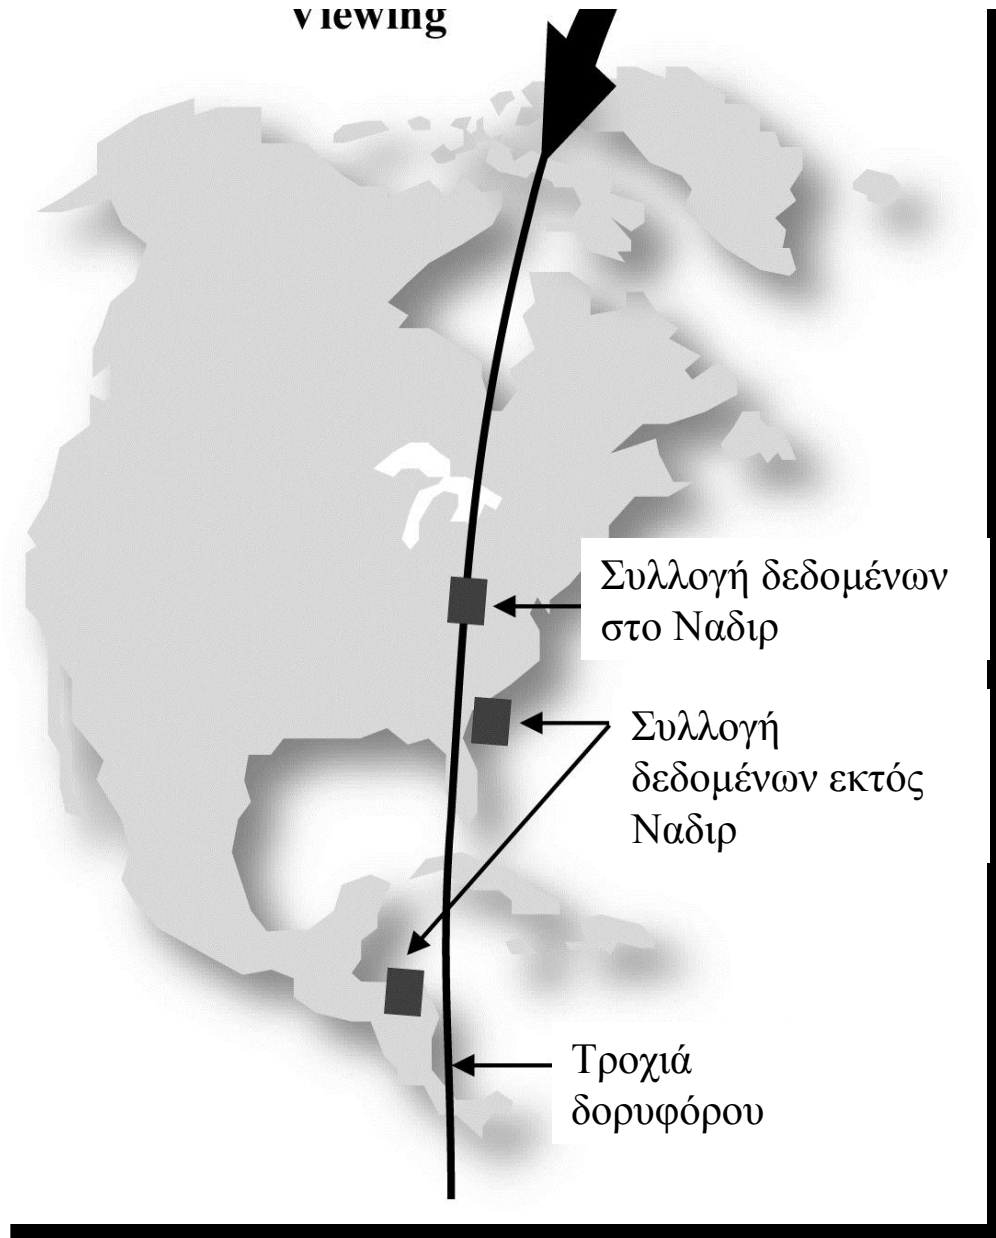 Viewing
Συλλογή δεδομένων
στο Ναδιρ
Συλλογή
δεδομένων εκτός
Ναδιρ
Τροχιά
δορυφόρου